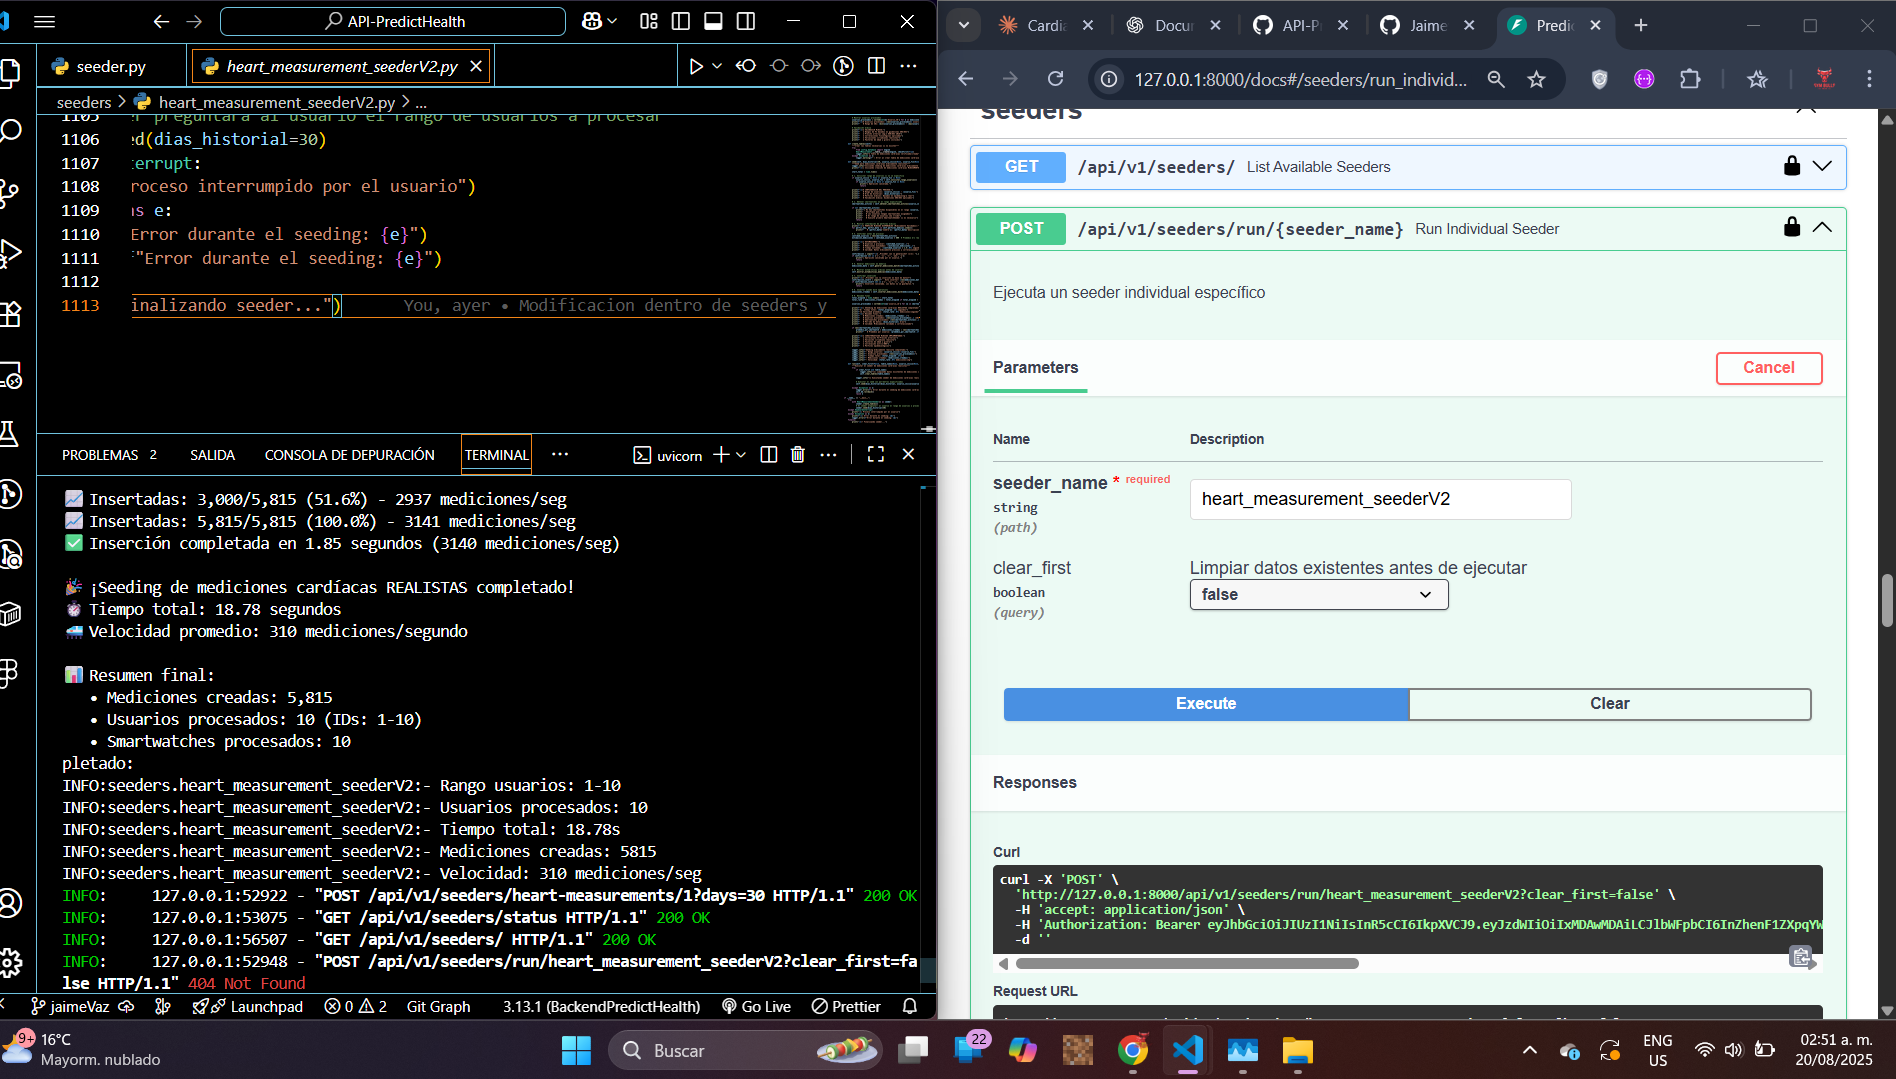 API-PredictHealth
seeder.py
heart_measurement_seederV2.py
seeders > heart_measurement_seederV2.py > ...
1105 er preguntará al usuario el rango de usuarios a procesar
1106 ed(dias_historial=30)
1107 terrupt:
1108 roceso interrumpido por el usuario")
1109 as e:
1110 Error durante el seeding: {e}")
1111 f"Error durante el seeding: {e}")
1112
1113 inalizando seeder...") You, ayer • Modificacion dentro de seeders y
PROBLEMAS 2 SALIDA CONSOLA DE DEPURACIÓN TERMINAL ··· uvicorn
Insertadas: 3,000/5,815 (51.6%) - 2937 mediciones/seg
Insertadas: 5,815/5,815 (100.0%) - 3141 mediciones/seg
Inserción completada en 1.85 segundos (3140 mediciones/seg)
¡Seeding de mediciones cardíacas REALISTAS completado!
Tiempo total: 18.78 segundos
Velocidad promedio: 310 mediciones/segundo
Resumen final:
• Mediciones creadas: 5,815
• Usuarios procesados: 10 (IDs: 1-10)
• Smartwatches procesados: 10
pletado:
INFO:seeders.heart_measurement_seederV2:- Rango usuarios: 1-10
INFO:seeders.heart_measurement_seederV2:- Usuarios procesados: 10
INFO:seeders.heart_measurement_seederV2:- Tiempo total: 18.78s
INFO:seeders.heart_measurement_seederV2:- Mediciones creadas: 5815
INFO:seeders.heart_measurement_seederV2:- Velocidad: 310 mediciones/seg
INFO: 127.0.0.1:52922 - "POST /api/v1/seeders/heart-measurements/1?days=30 HTTP/1.1" 200 OK
INFO: 127.0.0.1:53075 - "GET /api/v1/seeders/status HTTP/1.1" 200 OK
INFO: 127.0.0.1:56507 - "GET /api/v1/seeders/ HTTP/1.1" 200 OK
INFO: 127.0.0.1:52948 - "POST /api/v1/seeders/run/heart_measurement_seederV2?clear_first=fa
lse HTTP/1.1" 404 Not Found
jaimeVaz Launchpad 0 2 Git Graph 3.13.1 (BackendPredictHealth) Go Live Prettier
Cardia Docu API-P Jaime Predi
127.0.0.1:8000/docs#/seeders/run_individ...
seeders
GET /api/v1/seeders/ List Available Seeders
POST /api/v1/seeders/run/{seeder_name} Run Individual Seeder
Ejecuta un seeder individual específico
Parameters
Cancel
Name Description
seeder_name * required
string
(path)
heart_measurement_seederV2
clear_first
boolean
(query)
Limpiar datos existentes antes de ejecutar
false
Execute Clear
Responses
Curl
curl -X 'POST' \
'http://127.0.0.1:8000/api/v1/seeders/run/heart_measurement_seederV2?clear_first=false' \
-H 'accept: application/json' \
-H 'Authorization: Bearer eyJhbGciOiJIUzI1NiIsInR5cCI6IkpXVCJ9.eyJzdWIiOiIxMDAwMDAiLCJlbWFpbCI6InZhenF1ZXpqYW
-d ''
Request URL
9+ 16°C
Mayorm. nublado
Buscar
22
ENG
US
02:51 a. m.
20/08/2025